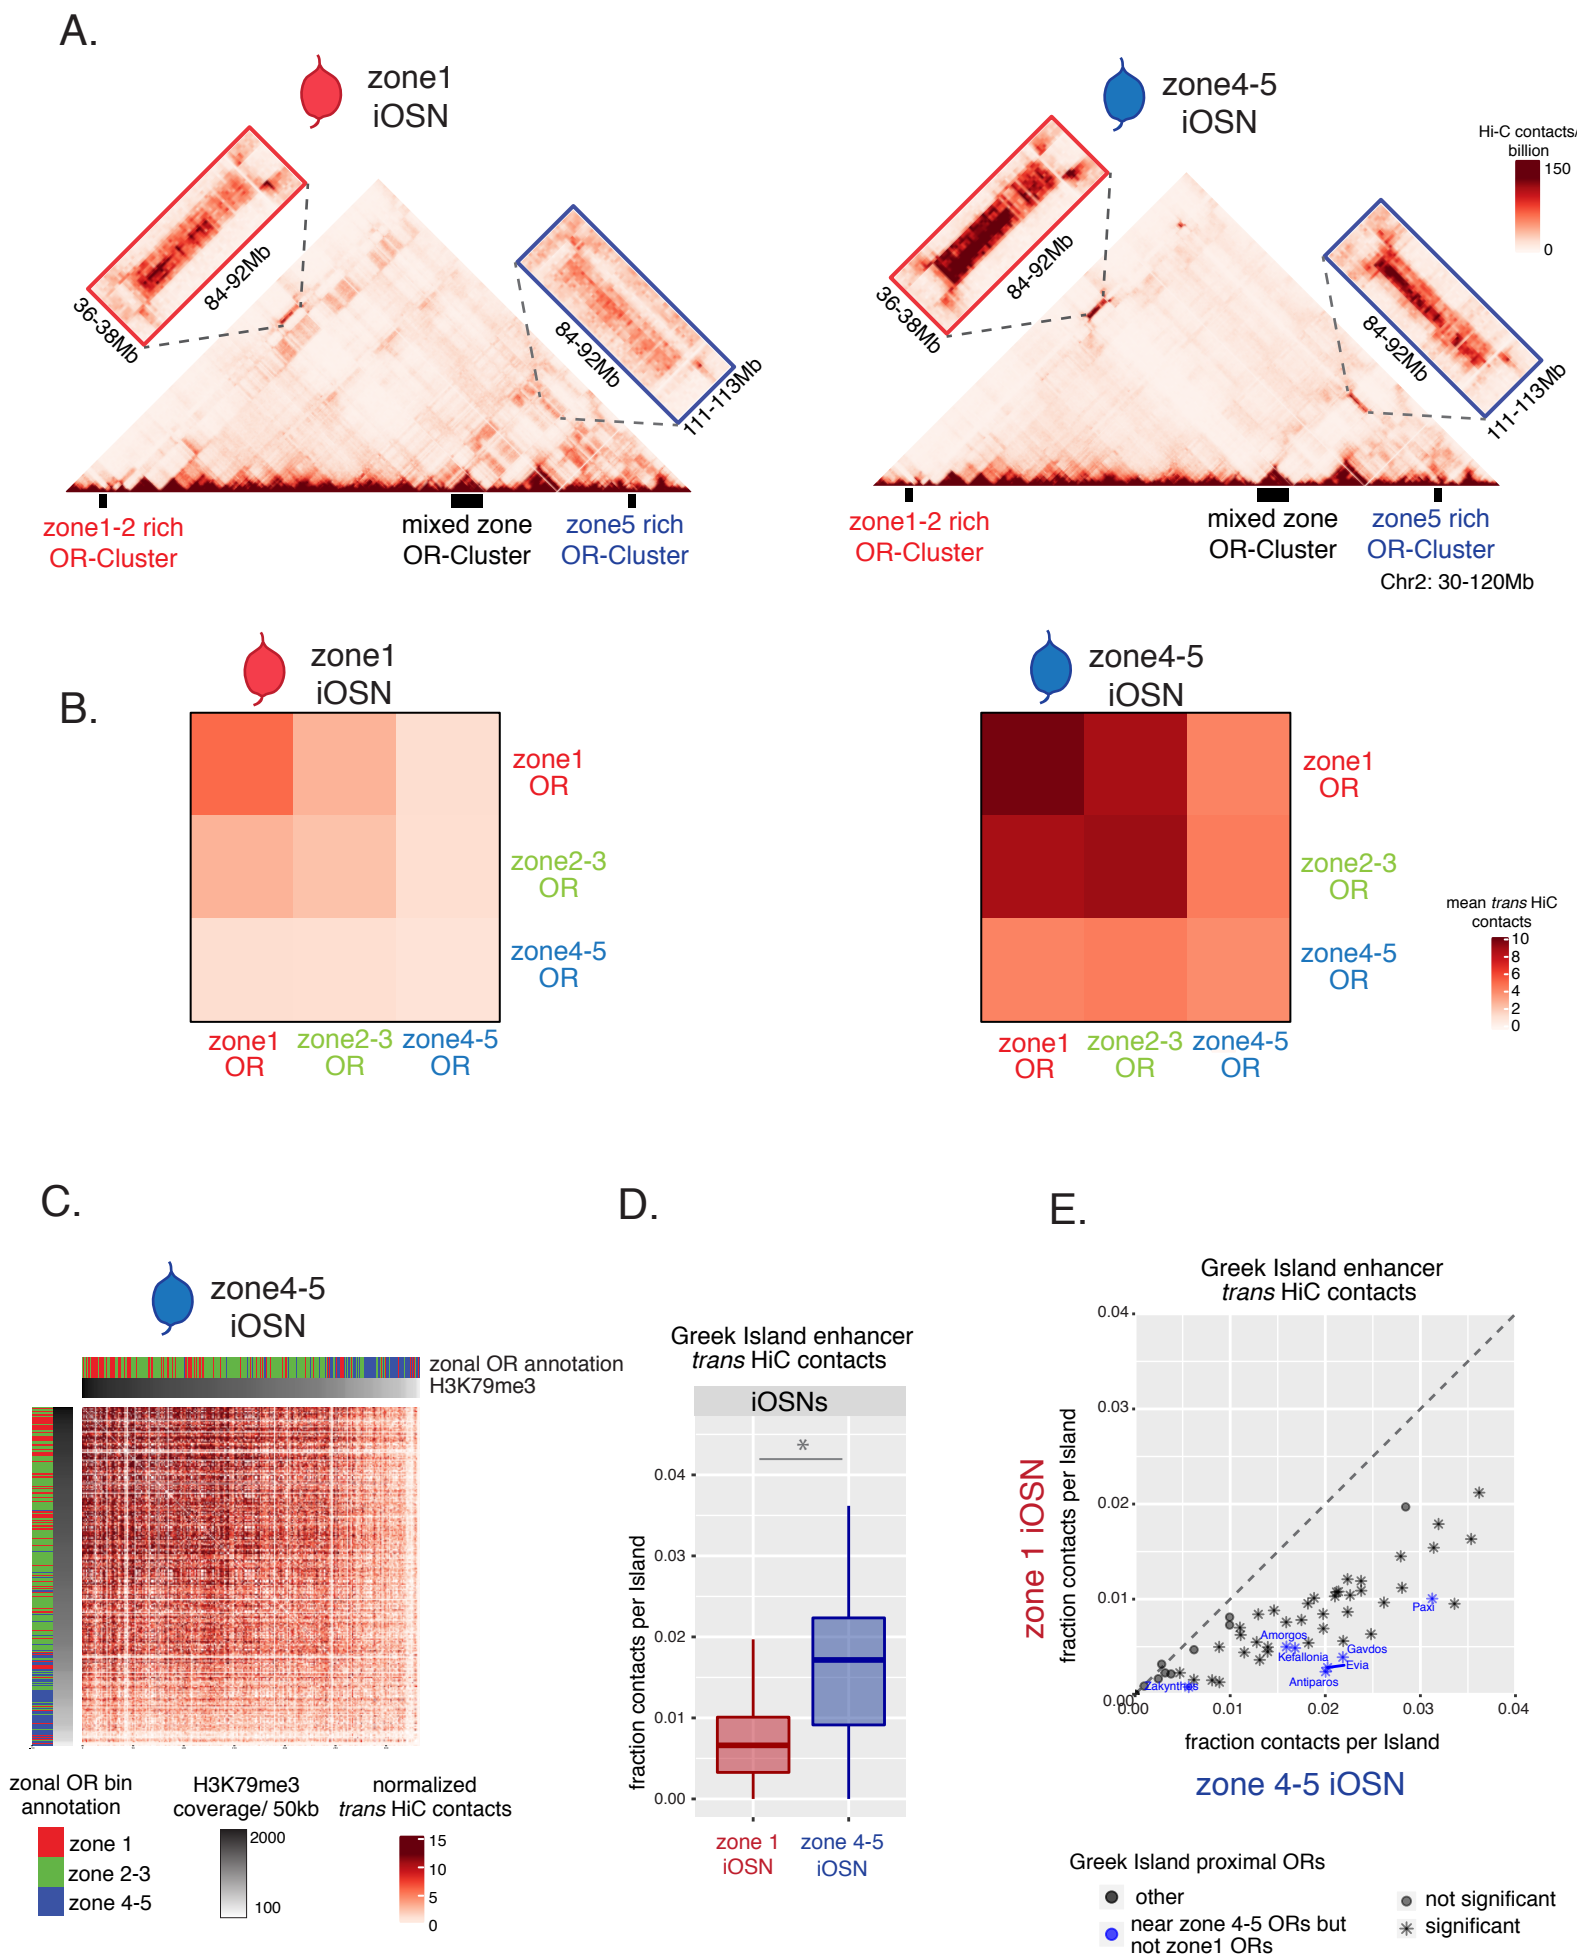 A.
zone1
iOSN
zone4-5
iOSN
Hi-C contacts/
billion
150
0
36-38Mb
84-92Mb
84-92Mb
111-113Mb
36-38Mb
84-92Mb
84-92Mb
111-113Mb
zone1-2 rich
OR-Cluster
mixed zone
OR-Cluster
zone5 rich
OR-Cluster
zone1-2 rich
OR-Cluster
mixed zone
OR-Cluster
zone5 rich
OR-Cluster
Chr2: 30-120Mb
B.
zone1
iOSN
zone4-5
iOSN
zone1
OR
zone2-3
OR
zone4-5
OR
zone1
OR
zone2-3
OR
zone4-5
OR
zone1
OR
zone2-3
OR
zone4-5
OR
zone1
OR
zone2-3
OR
zone4-5
OR
mean trans HiC
contacts
10
8
6
4
2
0
C.
zone4-5
iOSN
zonal OR annotation
H3K79me3
zonal OR bin
annotation
zone 1
zone 2-3
zone 4-5
H3K79me3
coverage/ 50kb
2000
100
normalized
trans HiC contacts
15
10
5
0
D.
Greek Island enhancer
trans HiC contacts
iOSNs
*
fraction contacts per Island
0.04
0.03
0.02
0.01
0.00
zone 1
iOSN
zone 4-5
iOSN
E.
Greek Island enhancer
trans HiC contacts
zone 1 iOSN
fraction contacts per Island
0.04
0.03
0.02
0.01
0.00
Paxi
Amorgos
Kefallonia
Gavdos
Evia
Antiparos
Zakynthos
0.00
0.01
0.02
0.03
0.04
fraction contacts per Island
zone 4-5 iOSN
Greek Island proximal ORs
other
near zone 4-5 ORs but
not zone1 ORs
not significant
significant